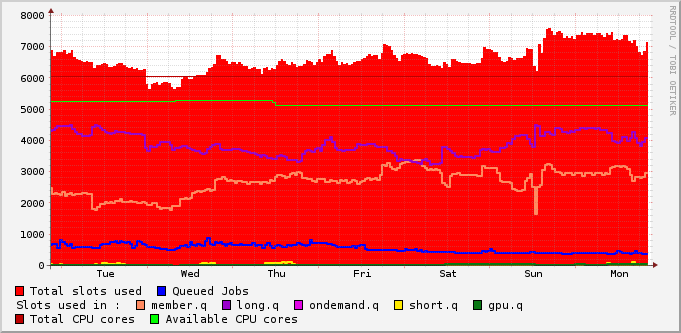 8000
7000
6000
5000
4000
3000
2000
1000
0
Tue Wed Thu Fri Sat Sun Mon
RRDTOOL / TOBI OETIKER
Total slots used Queued Jobs
Slots used in : member.q long.q ondemand.q short.q gpu.q
Total CPU cores Available CPU cores